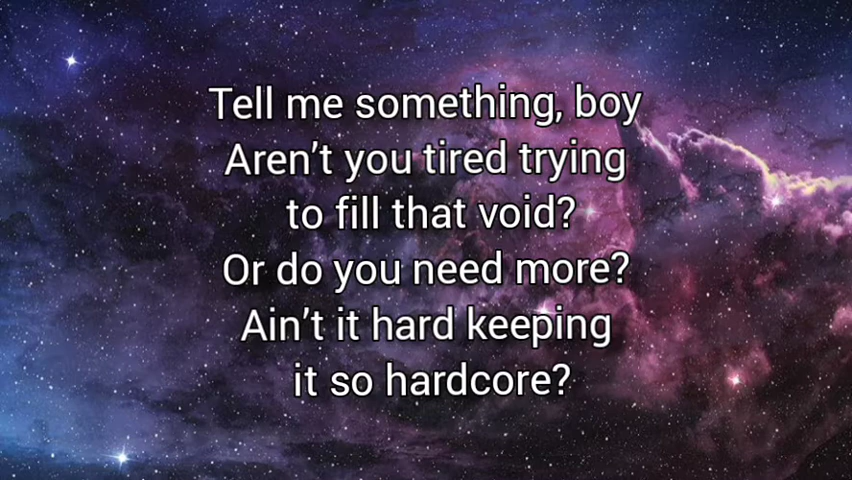 Tell me something, boy
Aren’t you tired trying
to fill that void?
Or do you need more?
Ain’t it hard keeping
it so hardcore?